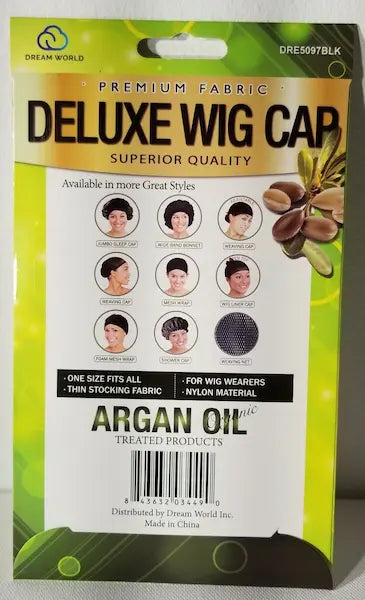 DREAM WORLD
DRE5097BLK
· PREMIUM FABRIC ·
DELUXE WIG CAP
SUPERIOR QUALITY
Available in more Great Styles
JUMBO SLEEP CAP
WIDE BAND BONNET
WEAVING CAP
WEAVING CAP
MESH WRAP
WIG LINER CAP
FOAM MESH WRAP
SHOWER CAP
WEAVING NET
· ONE SIZE FITS ALL
· THIN STOCKING FABRIC
· FOR WIG WEARERS
· NYLON MATERIAL
ARGAN OIL
Organic
TREATED PRODUCTS
8 43632 03449 0
Distributed by Dream World Inc.
Made in China